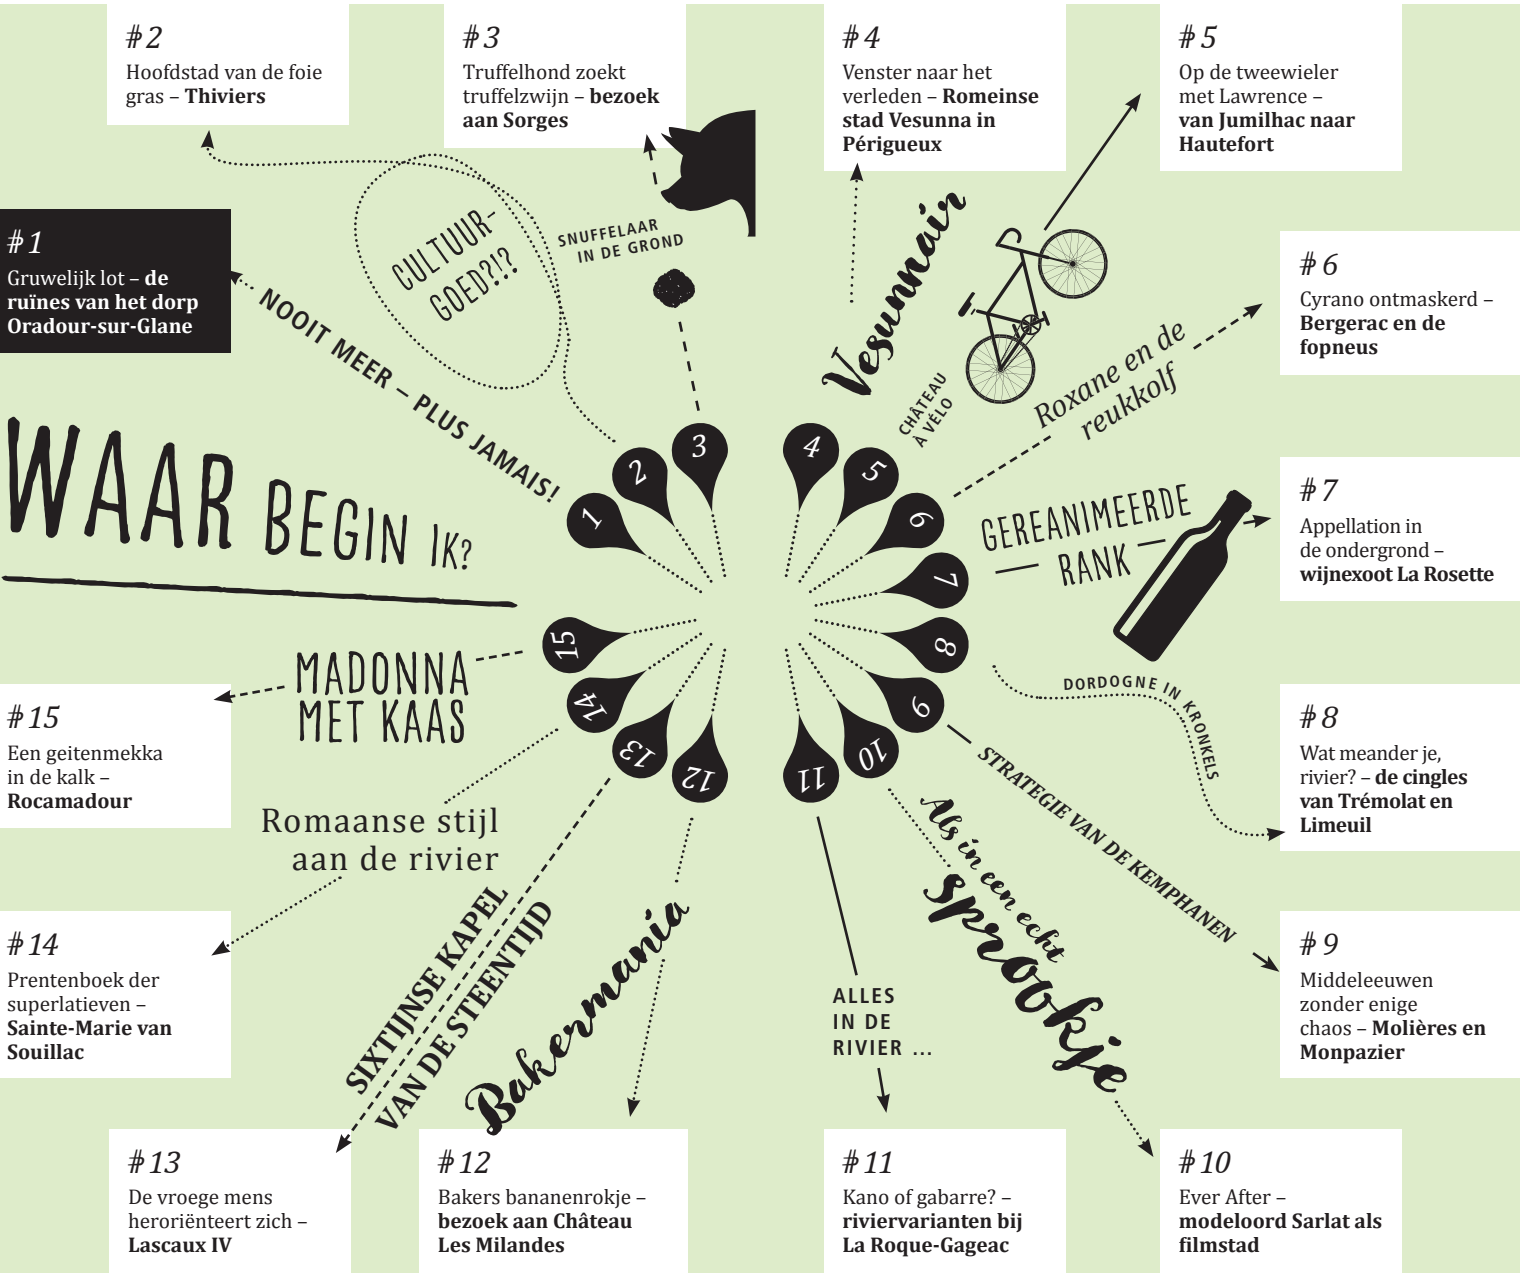 #2
Hoofdstad van de foie
gras – Thiviers
#3
Truffelhond zoekt
truffelzwijn – bezoek
aan Sorges
#4
Venster naar het
verleden – Romeinse
stad Vesunna in
Périgueux
#5
Op de tweewieler
met Lawrence –
van Jumilhac naar
Hautefort
#1
Gruwelijk lot – de
ruïnes van het dorp
Oradour-sur-Glane
NOOIT MEER – PLUS JAMAIS!
CULTUUR-
GOED?!?
SNUFFELAAR
IN DE GROND
Vesunnair
CHÂTEAU
À VÉLO
Roxane en de
reukkolf
#6
Cyrano ontmaskerd –
Bergerac en de
fopneus
WAAR BEGIN IK?
1
2
3
4
5
6
7
8
9
10
11
12
13
14
15
GEREANIMEERDE
RANK
#7
Appellation in
de ondergrond –
wijnexoot La Rosette
DORDOGNE IN KRONKELS
#8
Wat meander je,
rivier? – de cingles
van Trémolat en
Limeuil
MADONNA
MET KAAS
#15
Een geitenmekka
in de kalk –
Rocamadour
Romaanse stijl
aan de rivier
#14
Prentenboek der
superlatieven –
Sainte-Marie van
Souillac
SIXTIJNSE KAPEL
VAN DE STEENTIJD
Bakermania
ALLES
IN DE
RIVIER ...
Als in een echt
sprookje
STRATEGIE VAN DE KEMPHANEN
#9
Middeleeuwen
zonder enige
chaos – Molières en
Monpazier
#13
De vroege mens
heroriënteert zich –
Lascaux IV
#12
Bakers bananenrokje –
bezoek aan Château
Les Milandes
#11
Kano of gabarre? –
riviervarianten bij
La Roque-Gageac
#10
Ever After –
modeloord Sarlat als
filmstad